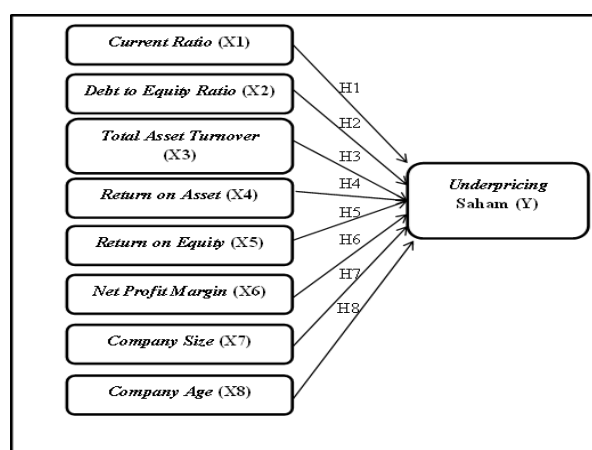 Current Ratio (X1)
Debt to Equity Ratio (X2)
Total Asset Turnover
(X3)
Return on Asset (X4)
Return on Equity (X5)
Net Profit Margin (X6)
Company Size (X7)
Company Age (X8)
H1
H2
H3
H4
H5
H6
H7
H8
Underpricing
Saham (Y)